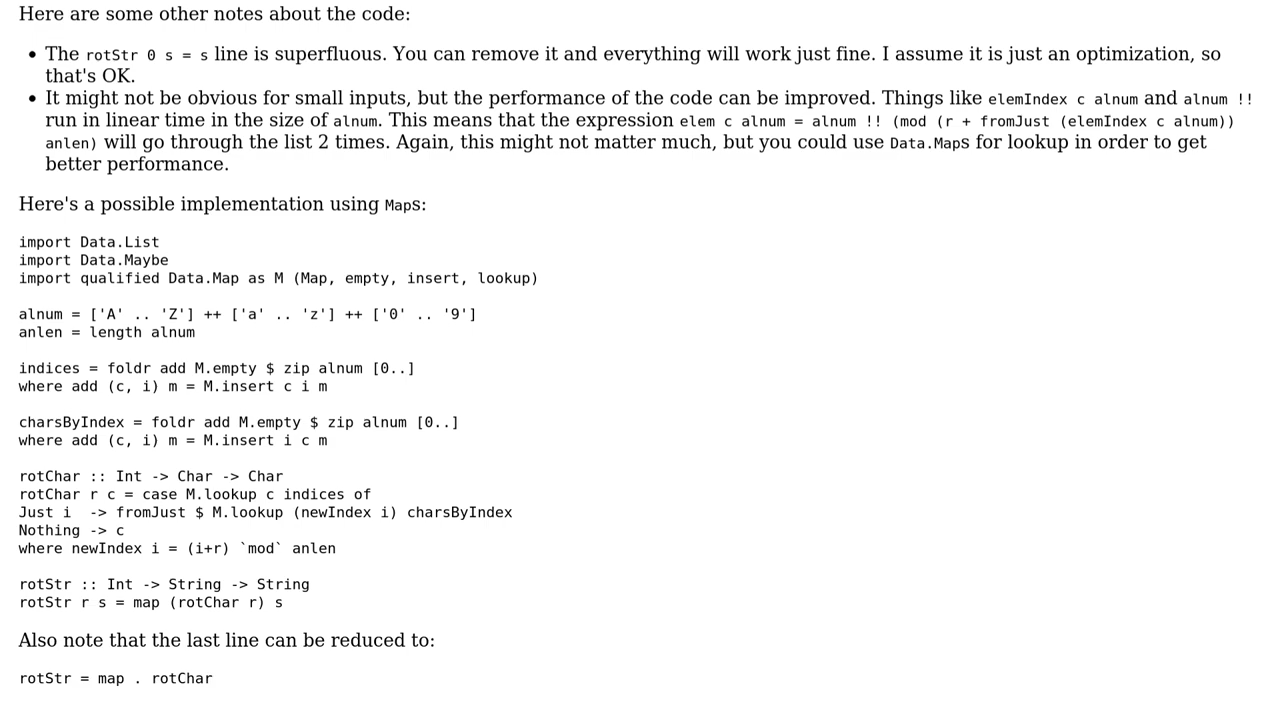 Here are some other notes about the code:
• The rotStr 0 s = s line is superfluous. You can remove it and everything will work just fine. I assume it is just an optimization, so
that's OK.
• It might not be obvious for small inputs, but the performance of the code can be improved. Things like elemIndex c alnum and alnum !!
run in linear time in the size of alnum. This means that the expression elem c alnum = alnum !! (mod (r + fromJust (elemIndex c alnum))
anlen) will go through the list 2 times. Again, this might not matter much, but you could use Data.Maps for lookup in order to get
better performance.
Here's a possible implementation using Maps:
import Data.List
import Data.Maybe
import qualified Data.Map as M (Map, empty, insert, lookup)
alnum = ['A' .. 'Z'] ++ ['a' .. 'z'] ++ ['0' .. '9']
anlen = length alnum
indices = foldr add M.empty $ zip alnum [0..]
where add (c, i) m = M.insert c i m
charsByIndex = foldr add M.empty $ zip alnum [0..]
where add (c, i) m = M.insert i c m
rotChar :: Int -> Char -> Char
rotChar r c = case M.lookup c indices of
Just i  -> fromJust $ M.lookup (newIndex i) charsByIndex
Nothing -> c
where newIndex i = (i+r) `mod` anlen
rotStr :: Int -> String -> String
rotStr r s = map (rotChar r) s
Also note that the last line can be reduced to:
rotStr = map . rotChar